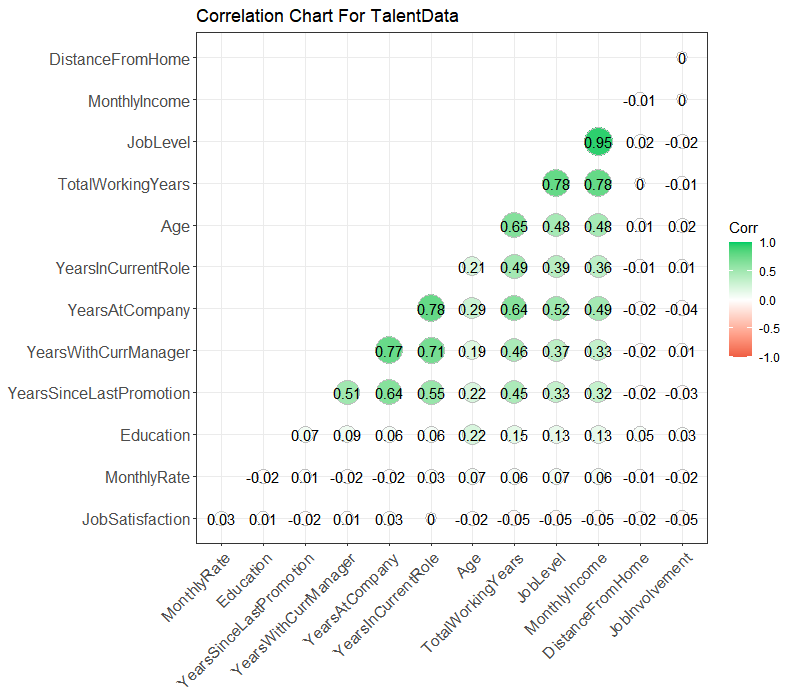 Correlation Chart For TalentData
DistanceFromHome 0
MonthlyIncome -0.01 0
JobLevel 0.95 0.02 -0.02
TotalWorkingYears 0.78 0.78 0 -0.01
Age 0.65 0.48 0.48 0.01 0.02
YearsInCurrentRole 0.21 0.49 0.39 0.36 -0.01 0.01
YearsAtCompany 0.78 0.29 0.64 0.52 0.49 -0.02 -0.04
YearsWithCurrManager 0.77 0.71 0.19 0.46 0.37 0.33 -0.02 0.01
YearsSinceLastPromotion 0.51 0.64 0.55 0.22 0.45 0.33 0.32 -0.02 -0.03
Education 0.07 0.09 0.06 0.06 0.22 0.15 0.13 0.13 0.05 0.03
MonthlyRate -0.02 0.01 -0.02 -0.02 0.03 0.07 0.06 0.07 0.06 -0.01 -0.02
JobSatisfaction 0.03 0.01 -0.02 0.01 0.03 0 -0.02 -0.05 -0.05 -0.05 -0.02 -0.05
MonthlyRate
Education
YearsSinceLastPromotion
YearsWithCurrManager
YearsAtCompany
YearsInCurrentRole
Age
TotalWorkingYears
JobLevel
MonthlyIncome
DistanceFromHome
JobInvolvement
Corr
1.0
0.5
0.0
-0.5
-1.0